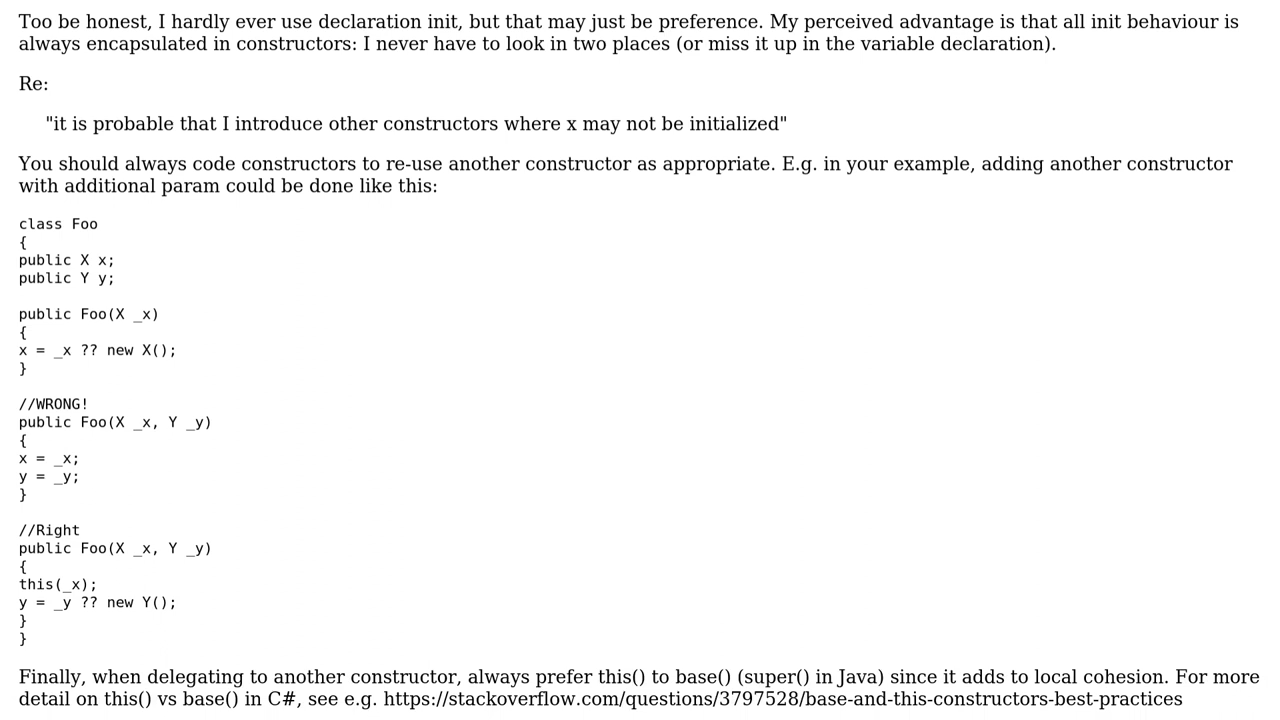 Too be honest, I hardly ever use declaration init, but that may just be preference. My perceived advantage is that all init behaviour is
always encapsulated in constructors: I never have to look in two places (or miss it up in the variable declaration).
Re:
"it is probable that I introduce other constructors where x may not be initialized"
You should always code constructors to re-use another constructor as appropriate. E.g. in your example, adding another constructor
with additional param could be done like this:
class Foo
{
public X x;
public Y y;
public Foo(X _x)
{
x = _x ?? new X();
}
//WRONG!
public Foo(X _x, Y _y)
{
x = _x;
y = _y;
}
//Right
public Foo(X _x, Y _y)
{
this(_x);
y = _y ?? new Y();
}
}
Finally, when delegating to another constructor, always prefer this() to base() (super() in Java) since it adds to local cohesion. For more
detail on this() vs base() in C#, see e.g. https://stackoverflow.com/questions/3797528/base-and-this-constructors-best-practices